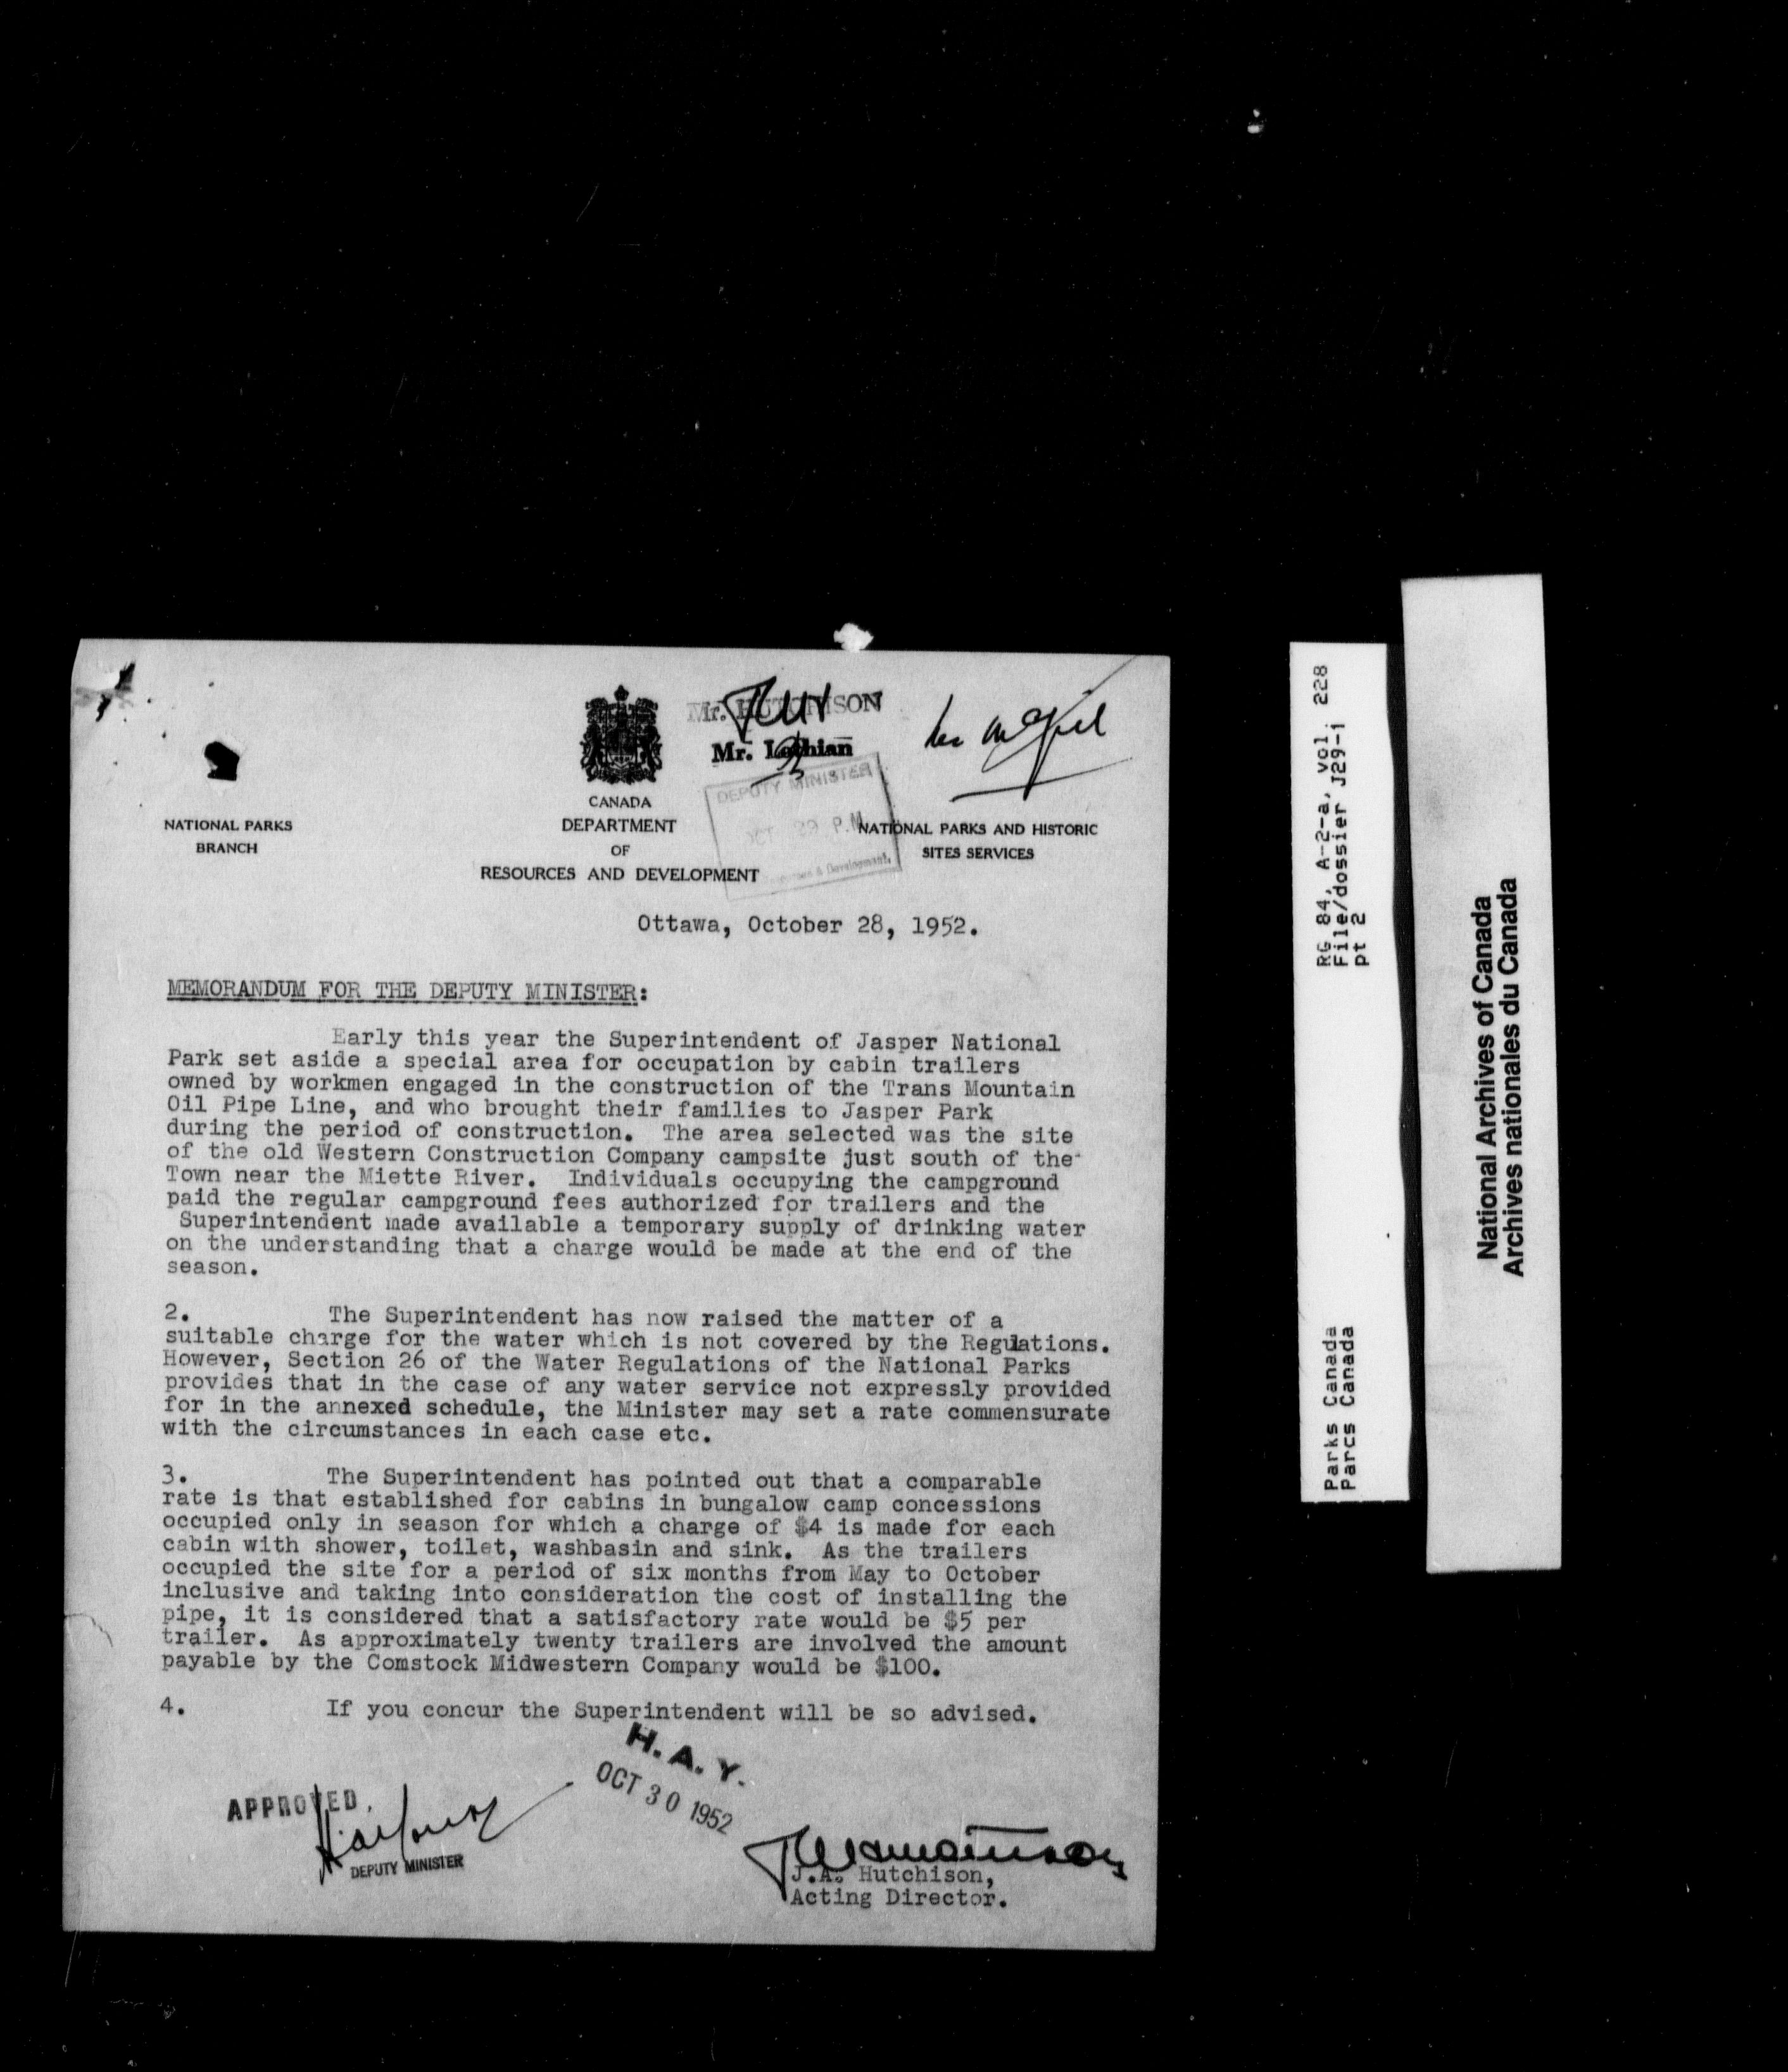 Mr. HUTCHISON
Mr. Lothian
DEPUTY MINISTER
OCT 29 P.M.
& Development
CANADA
NATIONAL PARKS
BRANCH
DEPARTMENT
OF
RESOURCES AND DEVELOPMENT
NATIONAL PARKS AND HISTORIC
SITES SERVICES
Ottawa, October 28, 1952.
MEMORANDUM FOR THE DEPUTY MINISTER:
Early this year the Superintendent of Jasper National
Park set aside a special area for occupation by cabin trailers
owned by workmen engaged in the construction of the Trans Mountain
Oil Pipe Line, and who brought their families to Jasper Park
during the period of construction. The area selected was the site
of the old Western Construction Company campsite just south of the
Town near the Miette River. Individuals occupying the campground
paid the regular campground fees authorized for trailers and the
Superintendent made available a temporary supply of drinking water
on the understanding that a charge would be made at the end of the
season.
2. The Superintendent has now raised the matter of a
suitable charge for the water which is not covered by the Regulations.
However, Section 26 of the Water Regulations of the National Parks
provides that in the case of any water service not expressly provided
for in the annexed schedule, the Minister may set a rate commensurate
with the circumstances in each case etc.
3. The Superintendent has pointed out that a comparable
rate is that established for cabins in bungalow camp concessions
occupied only in season for which a charge of $4 is made for each
cabin with shower, toilet, washbasin and sink. As the trailers
occupied the site for a period of six months from May to October
inclusive and taking into consideration the cost of installing the
pipe, it is considered that a satisfactory rate would be $5 per
trailer. As approximately twenty trailers are involved the amount
payable by the Comstock Midwestern Company would be $100.
4. If you concur the Superintendent will be so advised.
H.A.Y.
OCT 30 1952
APPROVED,
DEPUTY MINISTER
J.A. Hutchison,
Acting Director.
RG 84, A-2-a, vol. 228
File/dossier J29-1
pt 2
Parks Canada
Parcs Canada
National Archives of Canada
Archives nationales du Canada